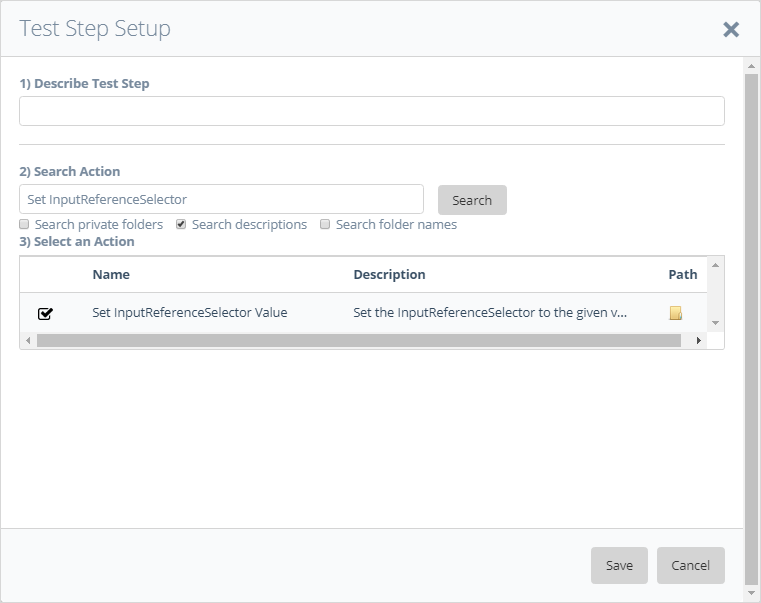 Test Step Setup
1) Describe Test Step
2) Search Action
Set InputReferenceSelector
Search
Search private folders Search descriptions Search folder names
3) Select an Action
Name Description Path
Set InputReferenceSelector Value Set the InputReferenceSelector to the given v...
Save Cancel